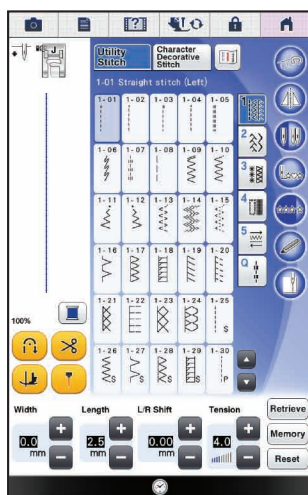 J
Utility Stitch
Character Decorative Stitch
1-01 Straight stitch (Left)
1-01 1-02 1-03 1-04 1-05
1
1-06 1-07 1-08 1-09 1-10
2
1-11 1-12 1-13 1-14 1-15
3
1-16 1-17 1-18 1-19 1-20
4
5
1-21 1-22 1-23 1-24 1-25
S
Q
100%
1-26 1-27 1-28 1-29 1-30
S S S S P
Width Length L/R Shift Tension
Retrieve
0.0 mm
2.5 mm
0.00 mm
4.0
Memory
Reset